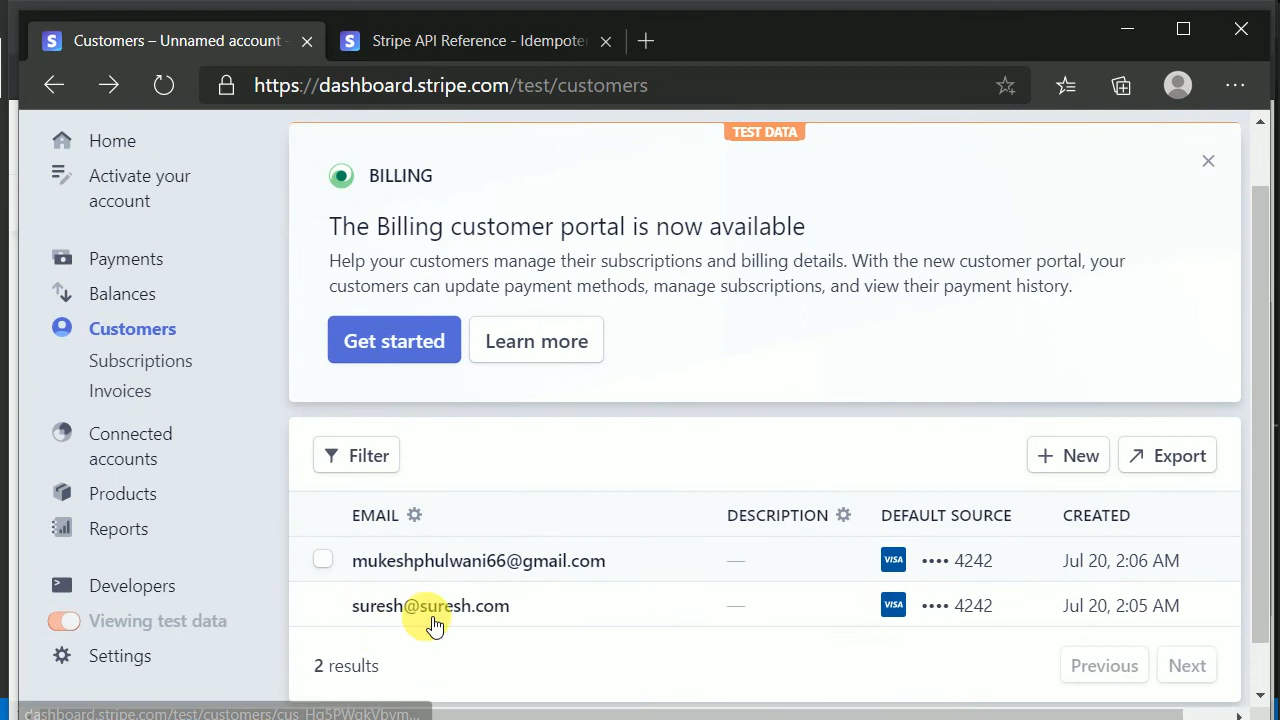 Customers – Unnamed account -
Stripe API Reference - Idempoter
https://dashboard.stripe.com/test/customers
Home
Activate your
account
Payments
Balances
Customers
Subscriptions
Invoices
Connected
accounts
Products
Reports
Developers
Viewing test data
Settings
TEST DATA
BILLING
The Billing customer portal is now available
Help your customers manage their subscriptions and billing details. With the new customer portal, your
customers can update payment methods, manage subscriptions, and view their payment history.
Get started Learn more
Filter + New Export
EMAIL DESCRIPTION DEFAULT SOURCE CREATED
mukeshphulwani66@gmail.com — VISA •••• 4242 Jul 20, 2:06 AM
suresh@suresh.com — VISA •••• 4242 Jul 20, 2:05 AM
2 results Previous Next